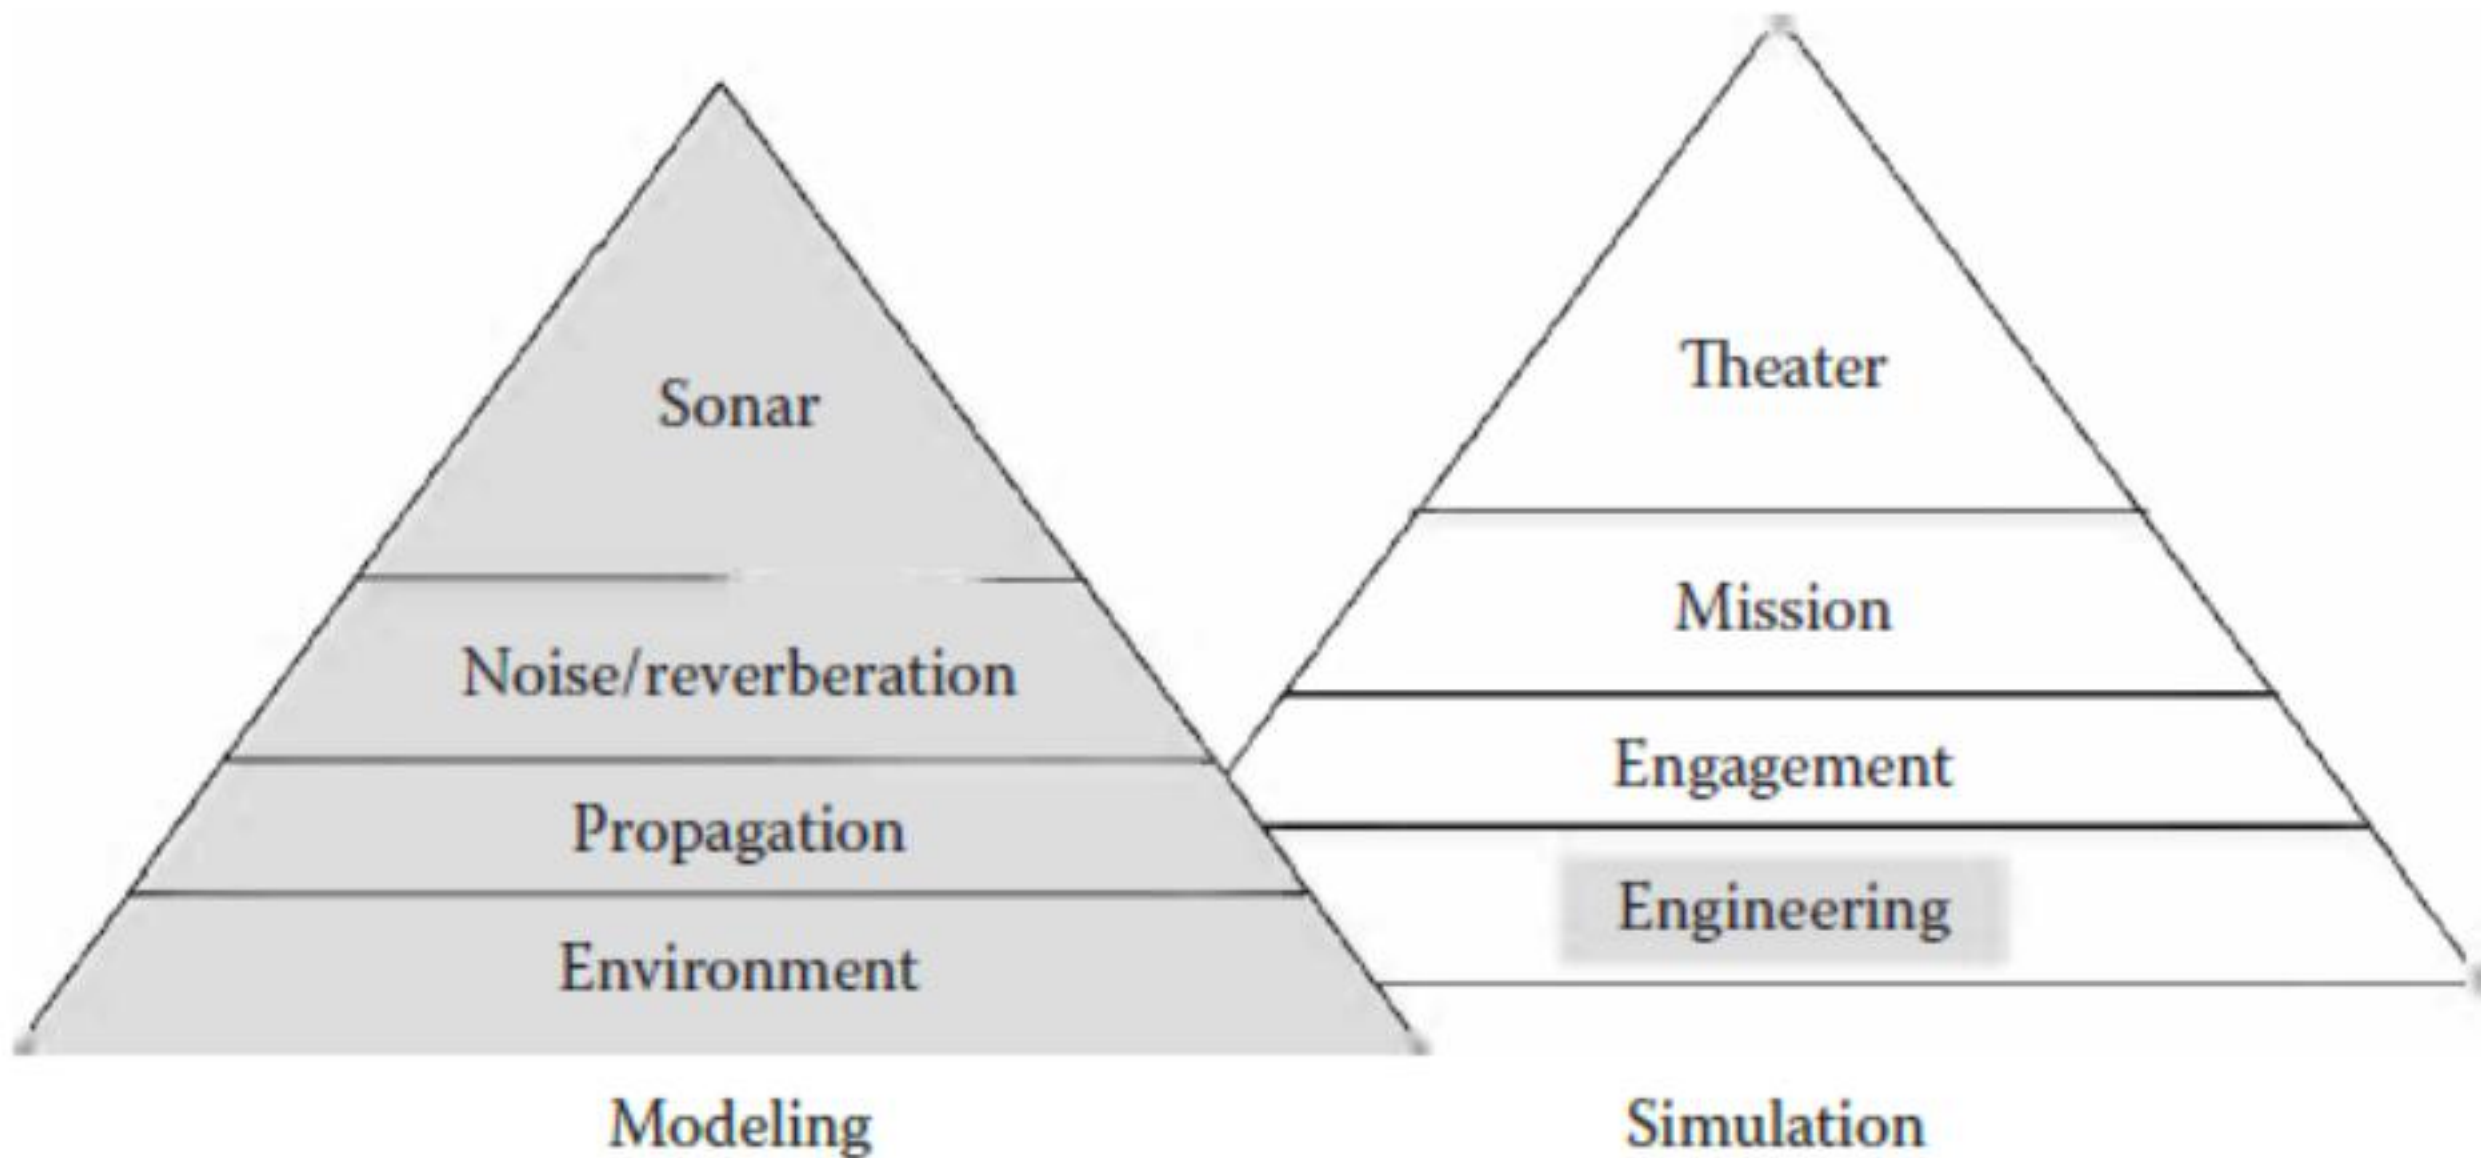 Sonar
Noise/reverberation
Propagation
Environment
Modeling
Theater
Mission
Engagement
Engineering
Simulation